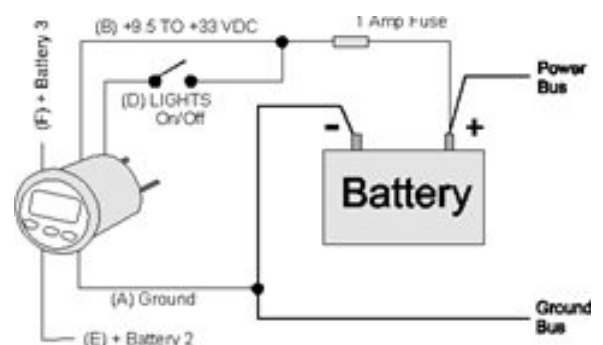 (B) +9.5 TO +33 VDC
1 Amp Fuse
(F) + Battery 3
(D) LIGHTS
On/Off
Power
Bus
- +
Battery
(A) Ground
Ground
Bus
(E) + Battery 2